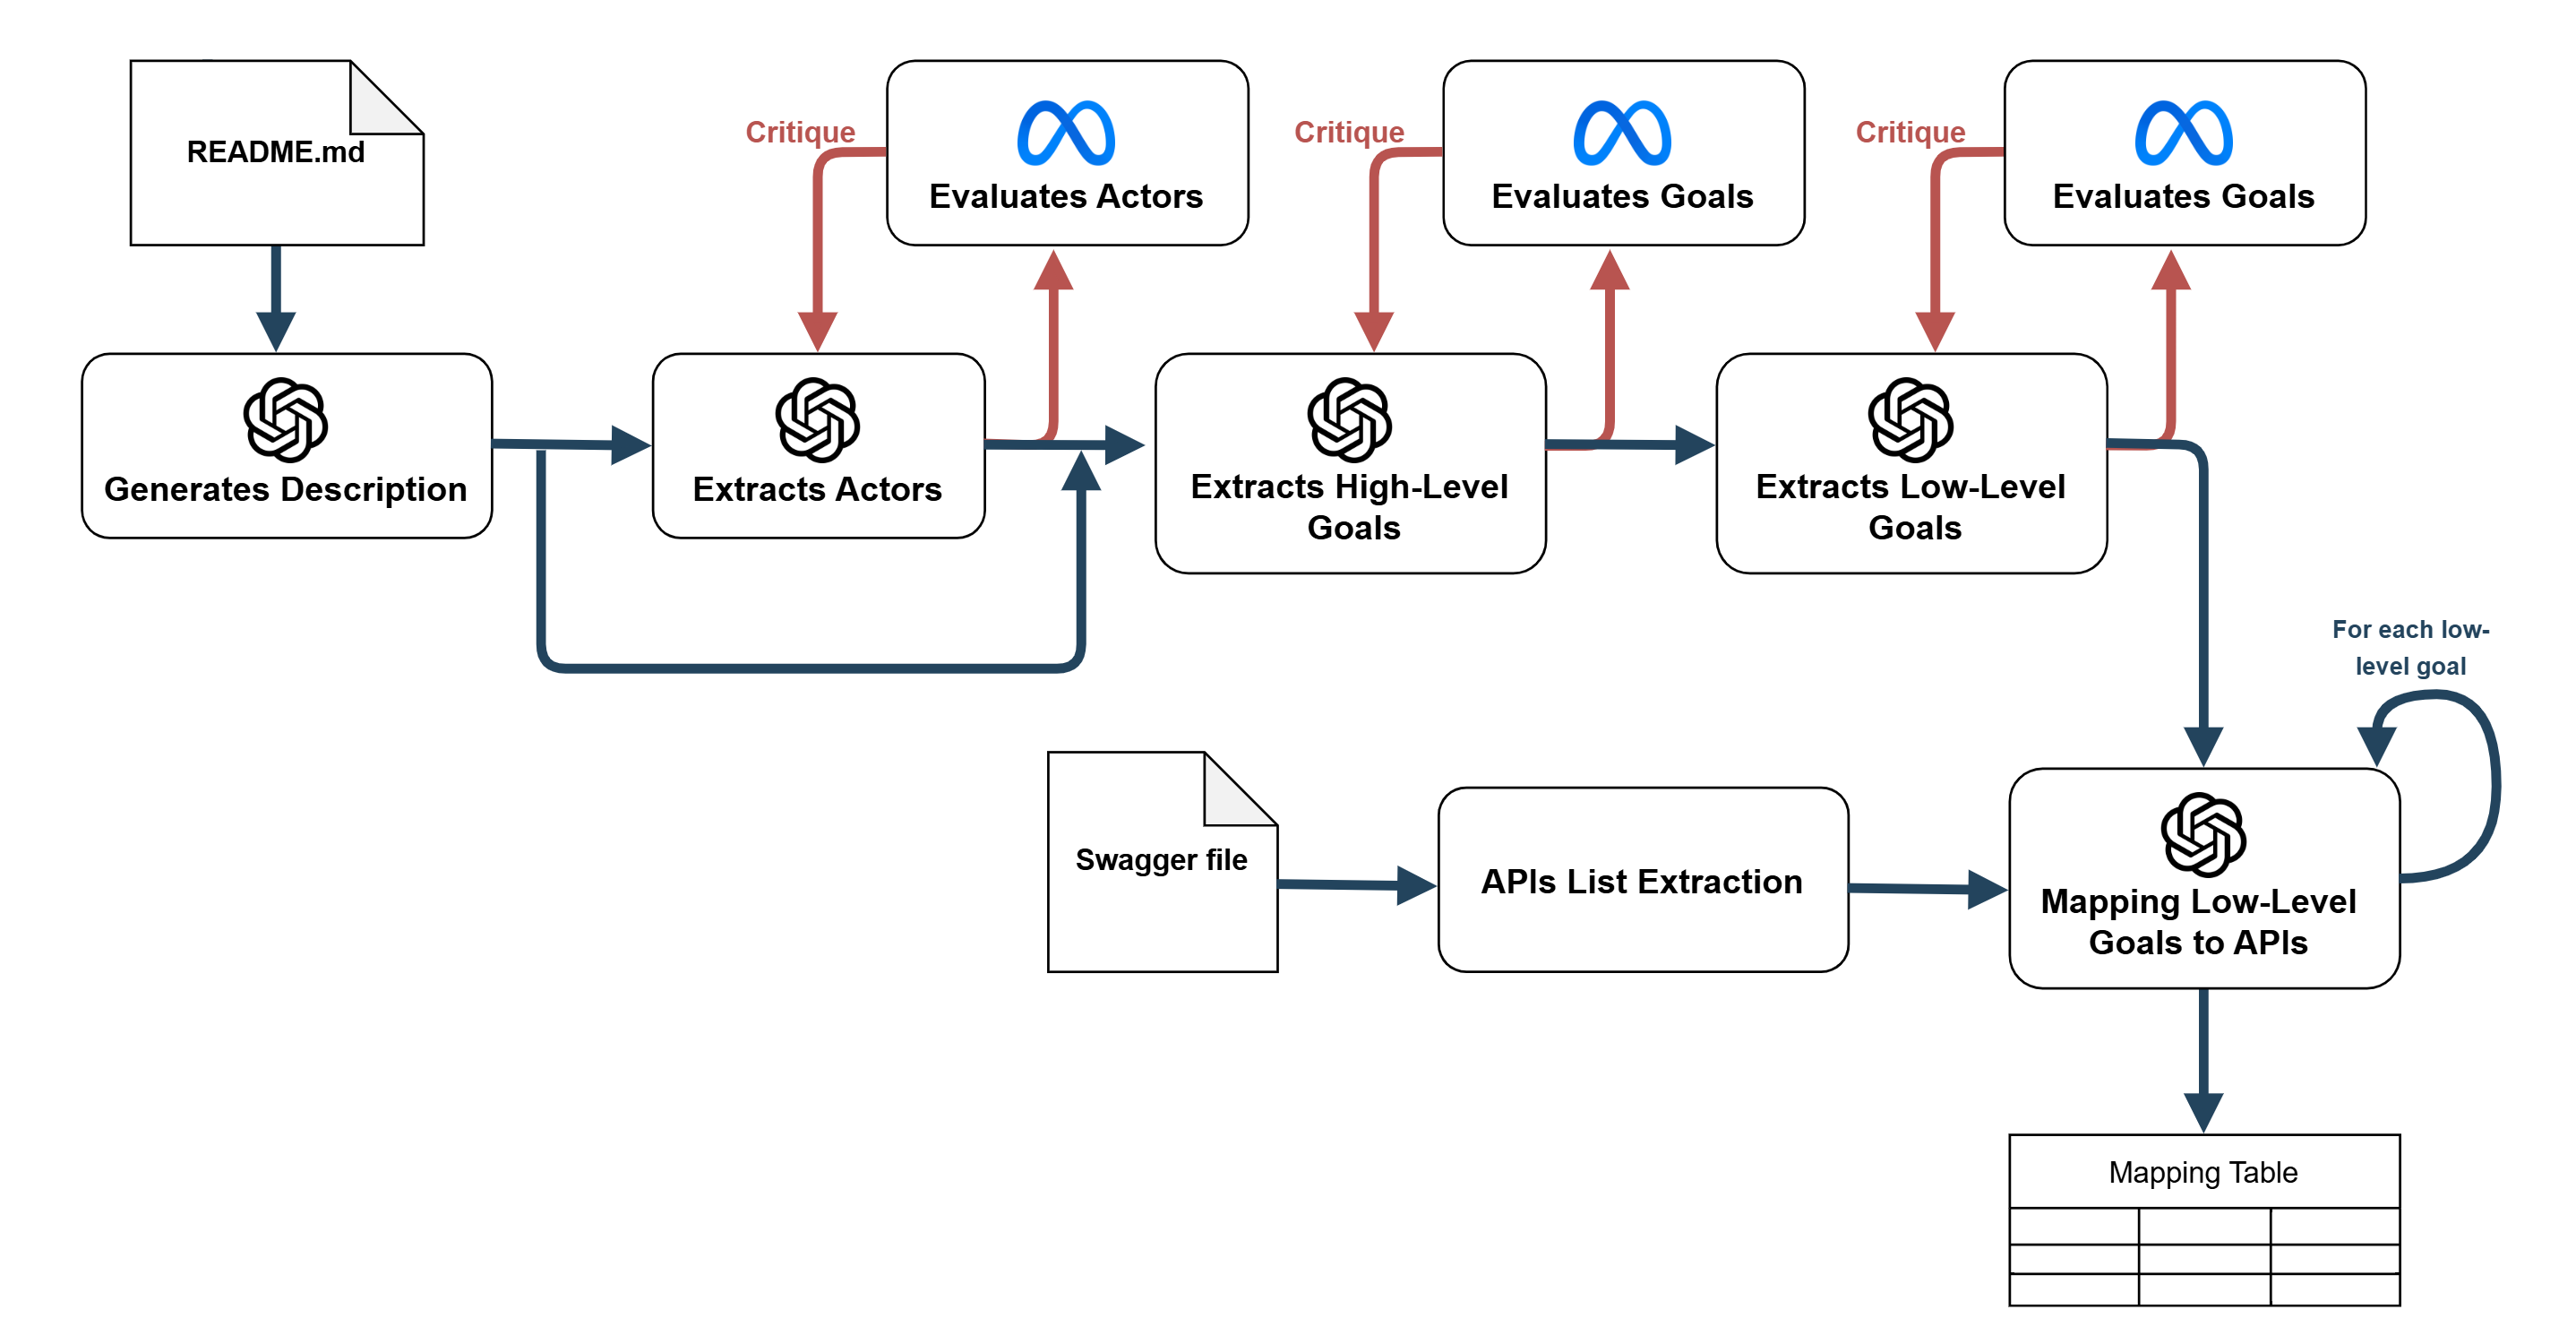 README.md
Critique
Evaluates Actors
Critique
Evaluates Goals
Critique
Evaluates Goals
Generates Description
Extracts Actors
Extracts High-Level
Goals
Extracts Low-Level
Goals
For each low-
level goal
Swagger file
APIs List Extraction
Mapping Low-Level
Goals to APIs
Mapping Table